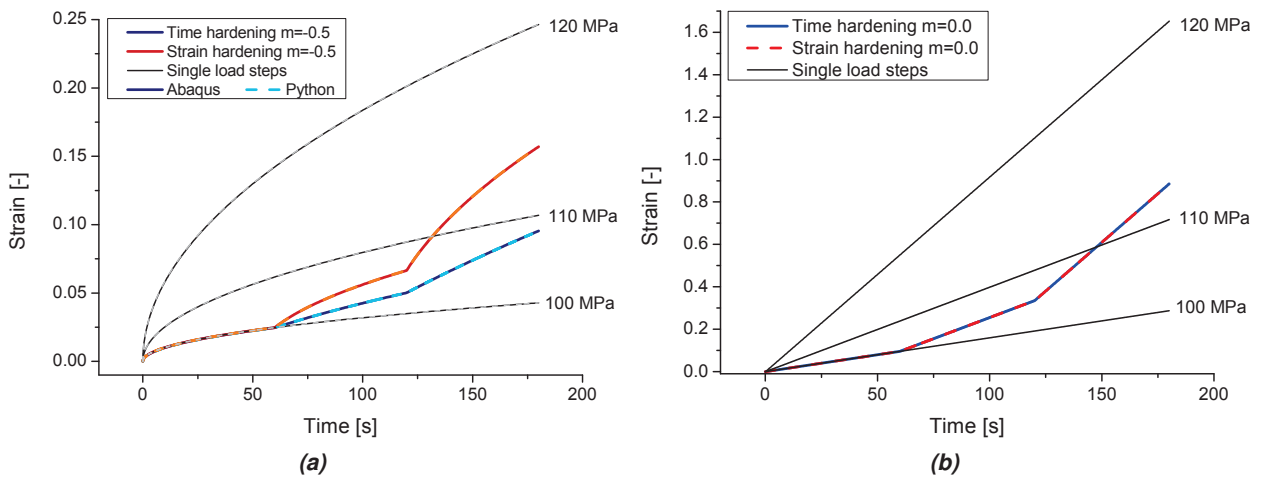 0.25
0.20
0.15
0.10
0.05
0.00
Strain [-]
Time hardening m=-0.5
Strain hardening m=-0.5
Single load steps
Abaqus Python
120 MPa
110 MPa
100 MPa
0 50 100 150 200
Time [s]
(a)
1.6
1.4
1.2
1.0
0.8
0.6
0.4
0.2
0.0
Strain [-]
Time hardening m=0.0
Strain hardening m=0.0
Single load steps
120 MPa
110 MPa
100 MPa
0 50 100 150 200
Time [s]
(b)